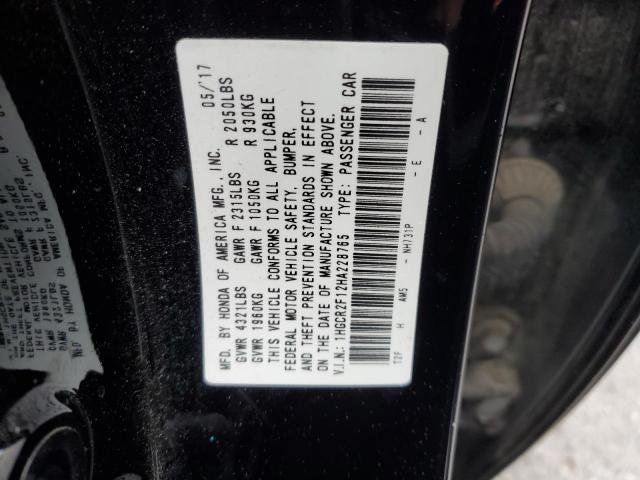 MFD. BY HONDA OF AMERICA MFG., INC. 05/'17
GVWR 4321LBS GAWR F 2315LBS R 2050LBS
GVWR 1960KG GAWR F 1050KG R 930KG
THIS VEHICLE CONFORMS TO ALL APPLICABLE
FEDERAL MOTOR VEHICLE SAFETY, BUMPER,
AND THEFT PREVENTION STANDARDS IN EFFECT
ON THE DATE OF MANUFACTURE SHOWN ABOVE.
V.I.N.: 1HGCR2F12HA228765 TYPE: PASSENGER CAR
T2F H AM5 - NH731P - E - A